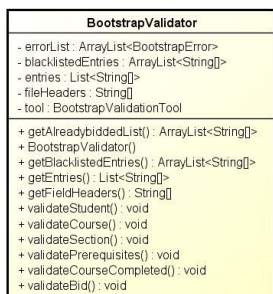 BootstrapValidator
- errorList : ArrayList<BootstrapError>
- blacklistedEntries : ArrayList<String[]>
- entries : List<String[]>
- fileHeaders : String[]
- tool : BootstrapValidationTool
+ getAlreadybiddedList() : ArrayList<String[]>
+ BootstrapValidator()
+ getBlacklistedEntries() : ArrayList<String[]>
+ getEntries() : List<String[]>
+ getFieldHeaders() : String[]
+ validateStudent() : void
+ validateCourse() : void
+ validateSection() : void
+ validatePrerequisites() : void
+ validateCourseCompleted() : void
+ validateBid() : void